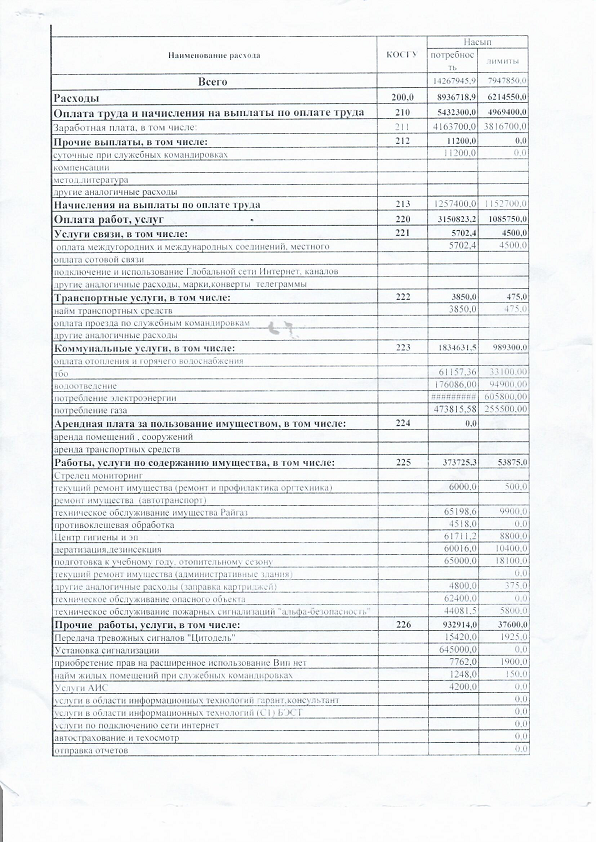 Наименование расхода КОСГУ Насып
потребнос лимиты
ть
Всего 14267945,9 7947850,0
Расходы 200,0 8936718,9 6214550,0
Оплата труда и начисления на выплаты по оплате труда 210 5432300,0 4969400,0
Заработная плата, в том числе: 211 4163700,0 3816700,0
Прочие выплаты, в том числе: 212 11200,0 0,0
суточные при служебных командировках 11200,0 0,0
компенсации
метод.литература
другие аналогичные расходы
Начисления на выплаты по оплате труда 213 1257400,0 1152700,0
Оплата работ, услуг 220 3150823,2 1085750,0
Услуги связи, в том числе: 221 5702,4 4500,0
оплата междугородних и международных соединений, местного 5702,4 4500,0
оплата сотовой связи
подключение и использование Глобальной сети Интернет, каналов
другие аналогичные расходы, марки,конверты телеграммы
Транспортные услуги, в том числе: 222 3850,0 475,0
найм транспортных средств 3850,0 475,0
оплата проезда по служебным командировкам
другие аналогичные расходы
Коммунальные услуги, в том числе: 223 1834631,5 989300,0
оплата отопления и горячего водоснабжения
тбо 61157,36 33100,00
водоотведение 176086,00 94900,00
потребление электроэнергии ######### 605800,00
потребление газа 473815,58 255500,00
Арендная плата за пользование имуществом, в том числе: 224 0,0
аренда помещений , сооружений
аренда транспортных средств
Работы, услуги по содержанию имущества, в том числе: 225 373725,3 53875,0
Стрелец мониторинг
текущий ремонт имущества (ремонт и профилактика оргтехника) 6000,0 500,0
ремонт имущества (автотранспорт)
техническое обслуживание имущества Райгаз 65198,6 9900,0
противоклещевая обработка 4518,0 0,0
Центр гигиены и эп 61711,2 8800,0
дератизация,дезинсекция 60016,0 10400,0
подготовка к учебному году, отопительному сезону 65000,0 18100,0
текущий ремонт имущества (административные здания) 0,0
другие аналогичные расходы (заправка картриджей) 4800,0 375,0
техническое обслуживание опасного объекта 62400,0 0,0
техническое обслуживание пожарных сигнализаций "альфа-безопасность" 44081,5 5800,0
Прочие работы, услуги, в том числе: 226 932914,0 37600,0
Передача тревожных сигналов "Цитодель" 15420,0 1925,0
Установка сигнализации 645000,0 0,0
приобретение прав на расширенное использование Вип нет 7762,0 1900,0
найм жилых помещений при служебных командировках 1248,0 150,0
Услуги АИС 4200,0 0,0
услуги в области информационных технологий гарант,консультант 0,0
услуги в области информационных технологий (С1) БЭСТ 0,0
услуги по подключению сети интернет 0,0
автострахование и техосмотр 0,0
отправка отчетов 0,0